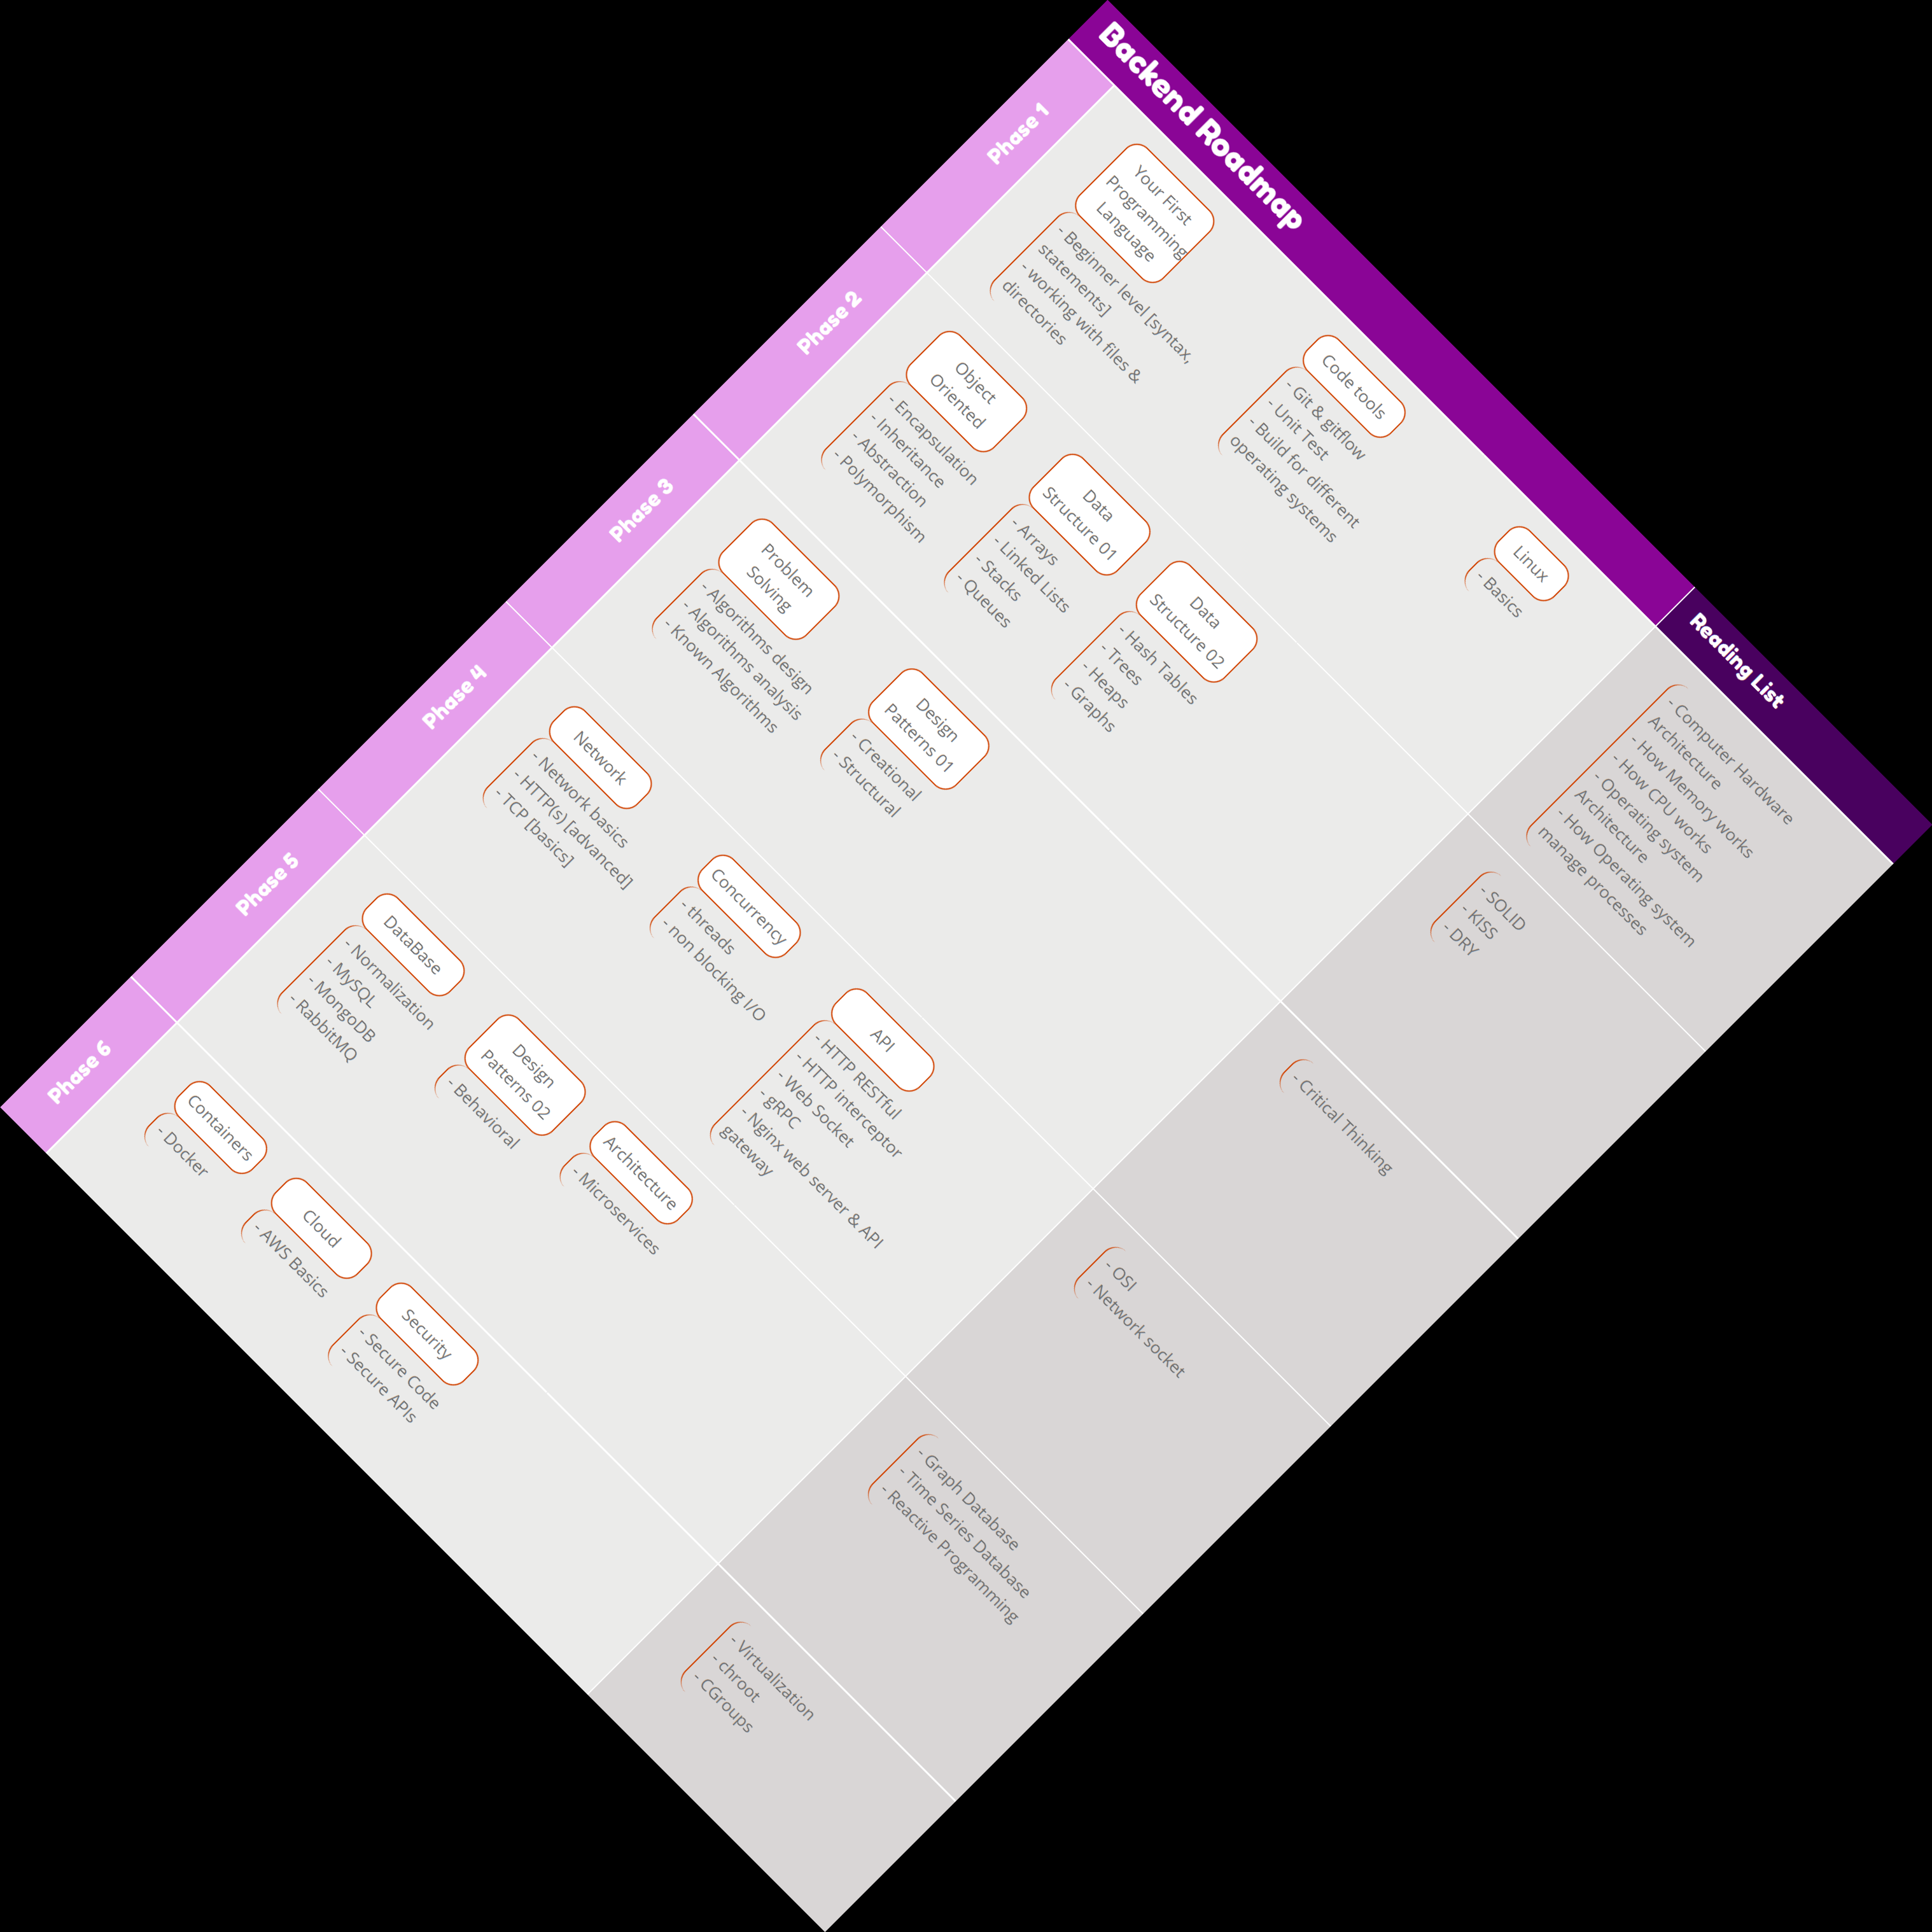 Backend Roadmap
Reading List
Phase 1
Your First
Programming
Language
- Beginner level [syntax,
statements]
- working with files &
directories
Code tools
- Git & gitflow
- Unit Test
- Build for different
operating systems
Linux
- Basics
- Computer Hardware
Architecture
- How Memory works
- How CPU works
- Operating system
Architecture
- How Operating system
manage processes
Phase 2
Object
Oriented
- Encapsulation
- Inheritance
- Abstraction
- Polymorphism
Data
Structure 01
- Arrays
- Linked Lists
- Stacks
- Queues
Data
Structure 02
- Hash Tables
- Trees
- Heaps
- Graphs
- SOLID
- KISS
- DRY
Phase 3
Problem
Solving
- Algorithms design
- Algorithms analysis
- Known Algorithms
Design
Patterns 01
- Creational
- Structural
- Critical Thinking
Phase 4
Network
- Network basics
- HTTP(s) [advanced]
- TCP [basics]
Concurrency
- threads
- non blocking I/O
API
- HTTP RESTful
- HTTP interceptor
- Web Socket
- gRPC
- Nginx web server & API
gateway
- OSI
- Network socket
Phase 5
DataBase
- Normalization
- MySQL
- MongoDB
- RabbitMQ
Design
Patterns 02
- Behavioral
Architecture
- Microservices
- Graph Database
- Time Series Database
- Reactive Programming
Phase 6
Containers
- Docker
Cloud
- AWS Basics
Security
- Secure Code
- Secure APIs
- Virtualization
- chroot
- CGroups